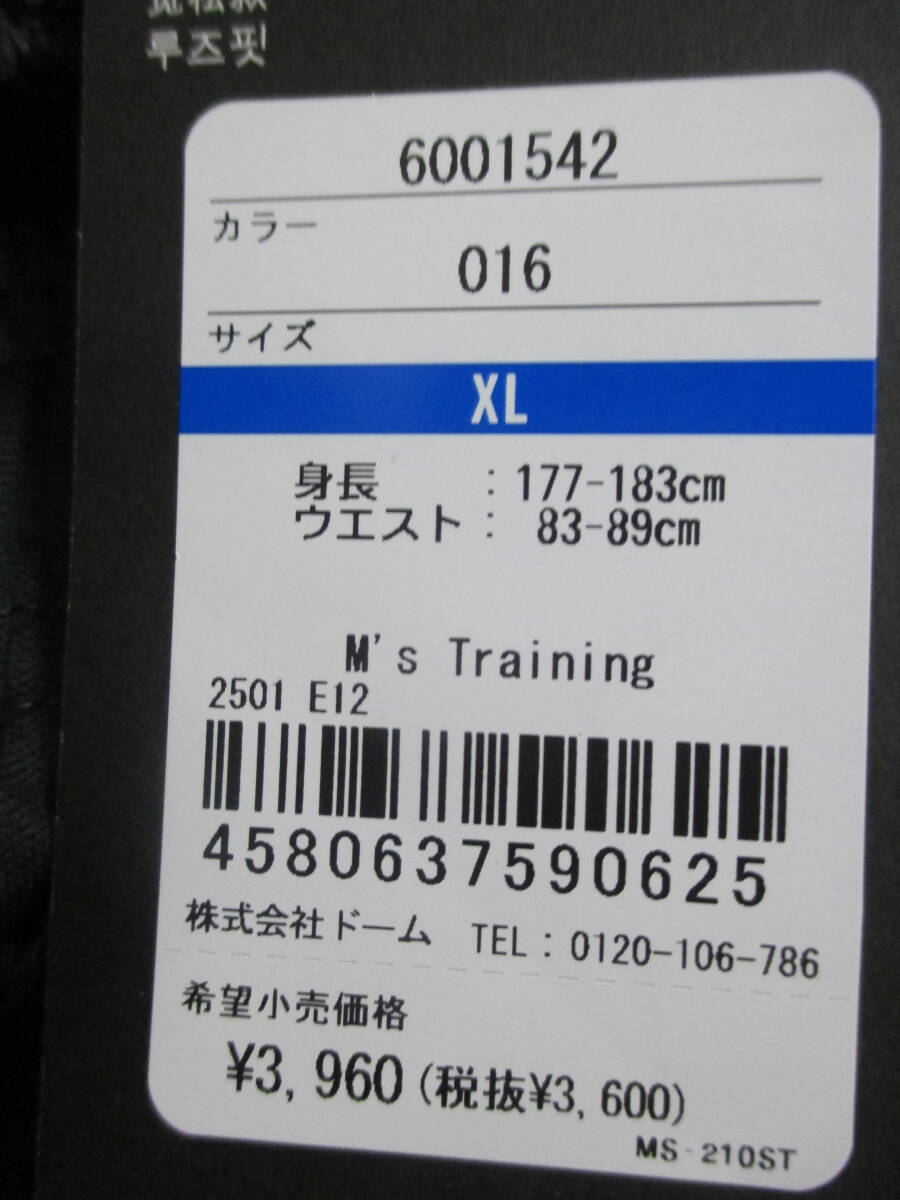 루즈핏
6001542
カラー
016
サイズ
XL
身長 : 177-183cm
ウエスト : 83-89cm
M's Training
2501 E12
4580637590625
株式会社ドーム TEL : 0120-106-786
希望小売価格
¥3,960 (税抜¥3,600)
MS-210ST